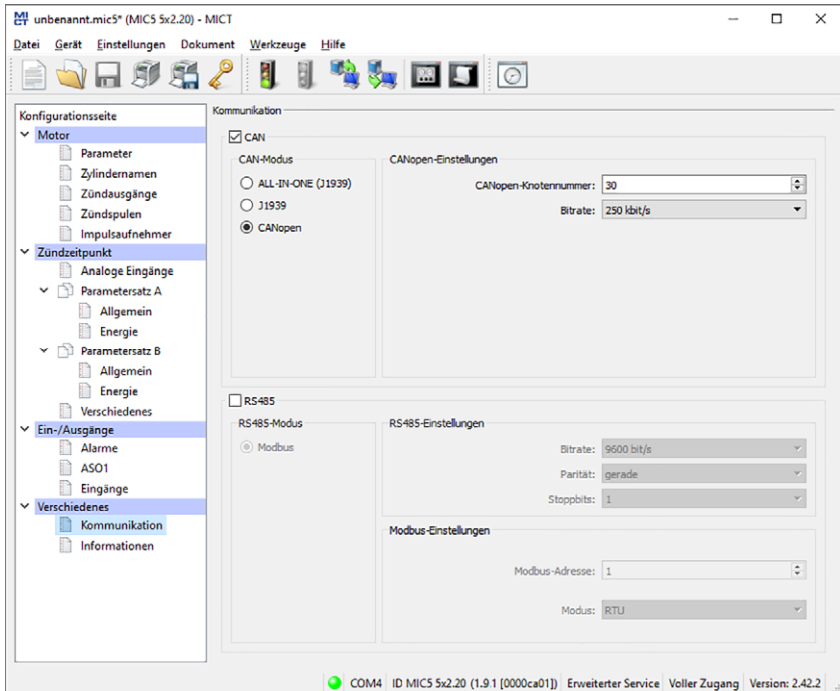 MICT unbenannt.mic5* (MIC5 5x2.20) - MICT
Datei Gerät Einstellungen Dokument Werkzeuge Hilfe
Konfigurationsseite
Motor
Parameter
Zylindernamen
Zündausgänge
Zündspulen
Impulsaufnehmer
Zündzeitpunkt
Analoge Eingänge
Parametersatz A
Allgemein
Energie
Parametersatz B
Allgemein
Energie
Verschiedenes
Ein-/Ausgänge
Alarme
ASO1
Eingänge
Verschiedenes
Kommunikation
Informationen
Kommunikation
CAN
CAN-Modus
ALL-IN-ONE (J1939)
J1939
CANopen
CANopen-Einstellungen
CANopen-Knotennummer: 30
Bitrate: 250 kbit/s
RS485
RS485-Modus
Modbus
RS485-Einstellungen
Bitrate: 9600 bit/s
Parität: gerade
Stoppbits: 1
Modbus-Einstellungen
Modbus-Adresse: 1
Modus: RTU
COM4 ID MIC5 5x2.20 (1.9.1 [0000ca01]) Erweiterter Service Voller Zugang Version: 2.42.2